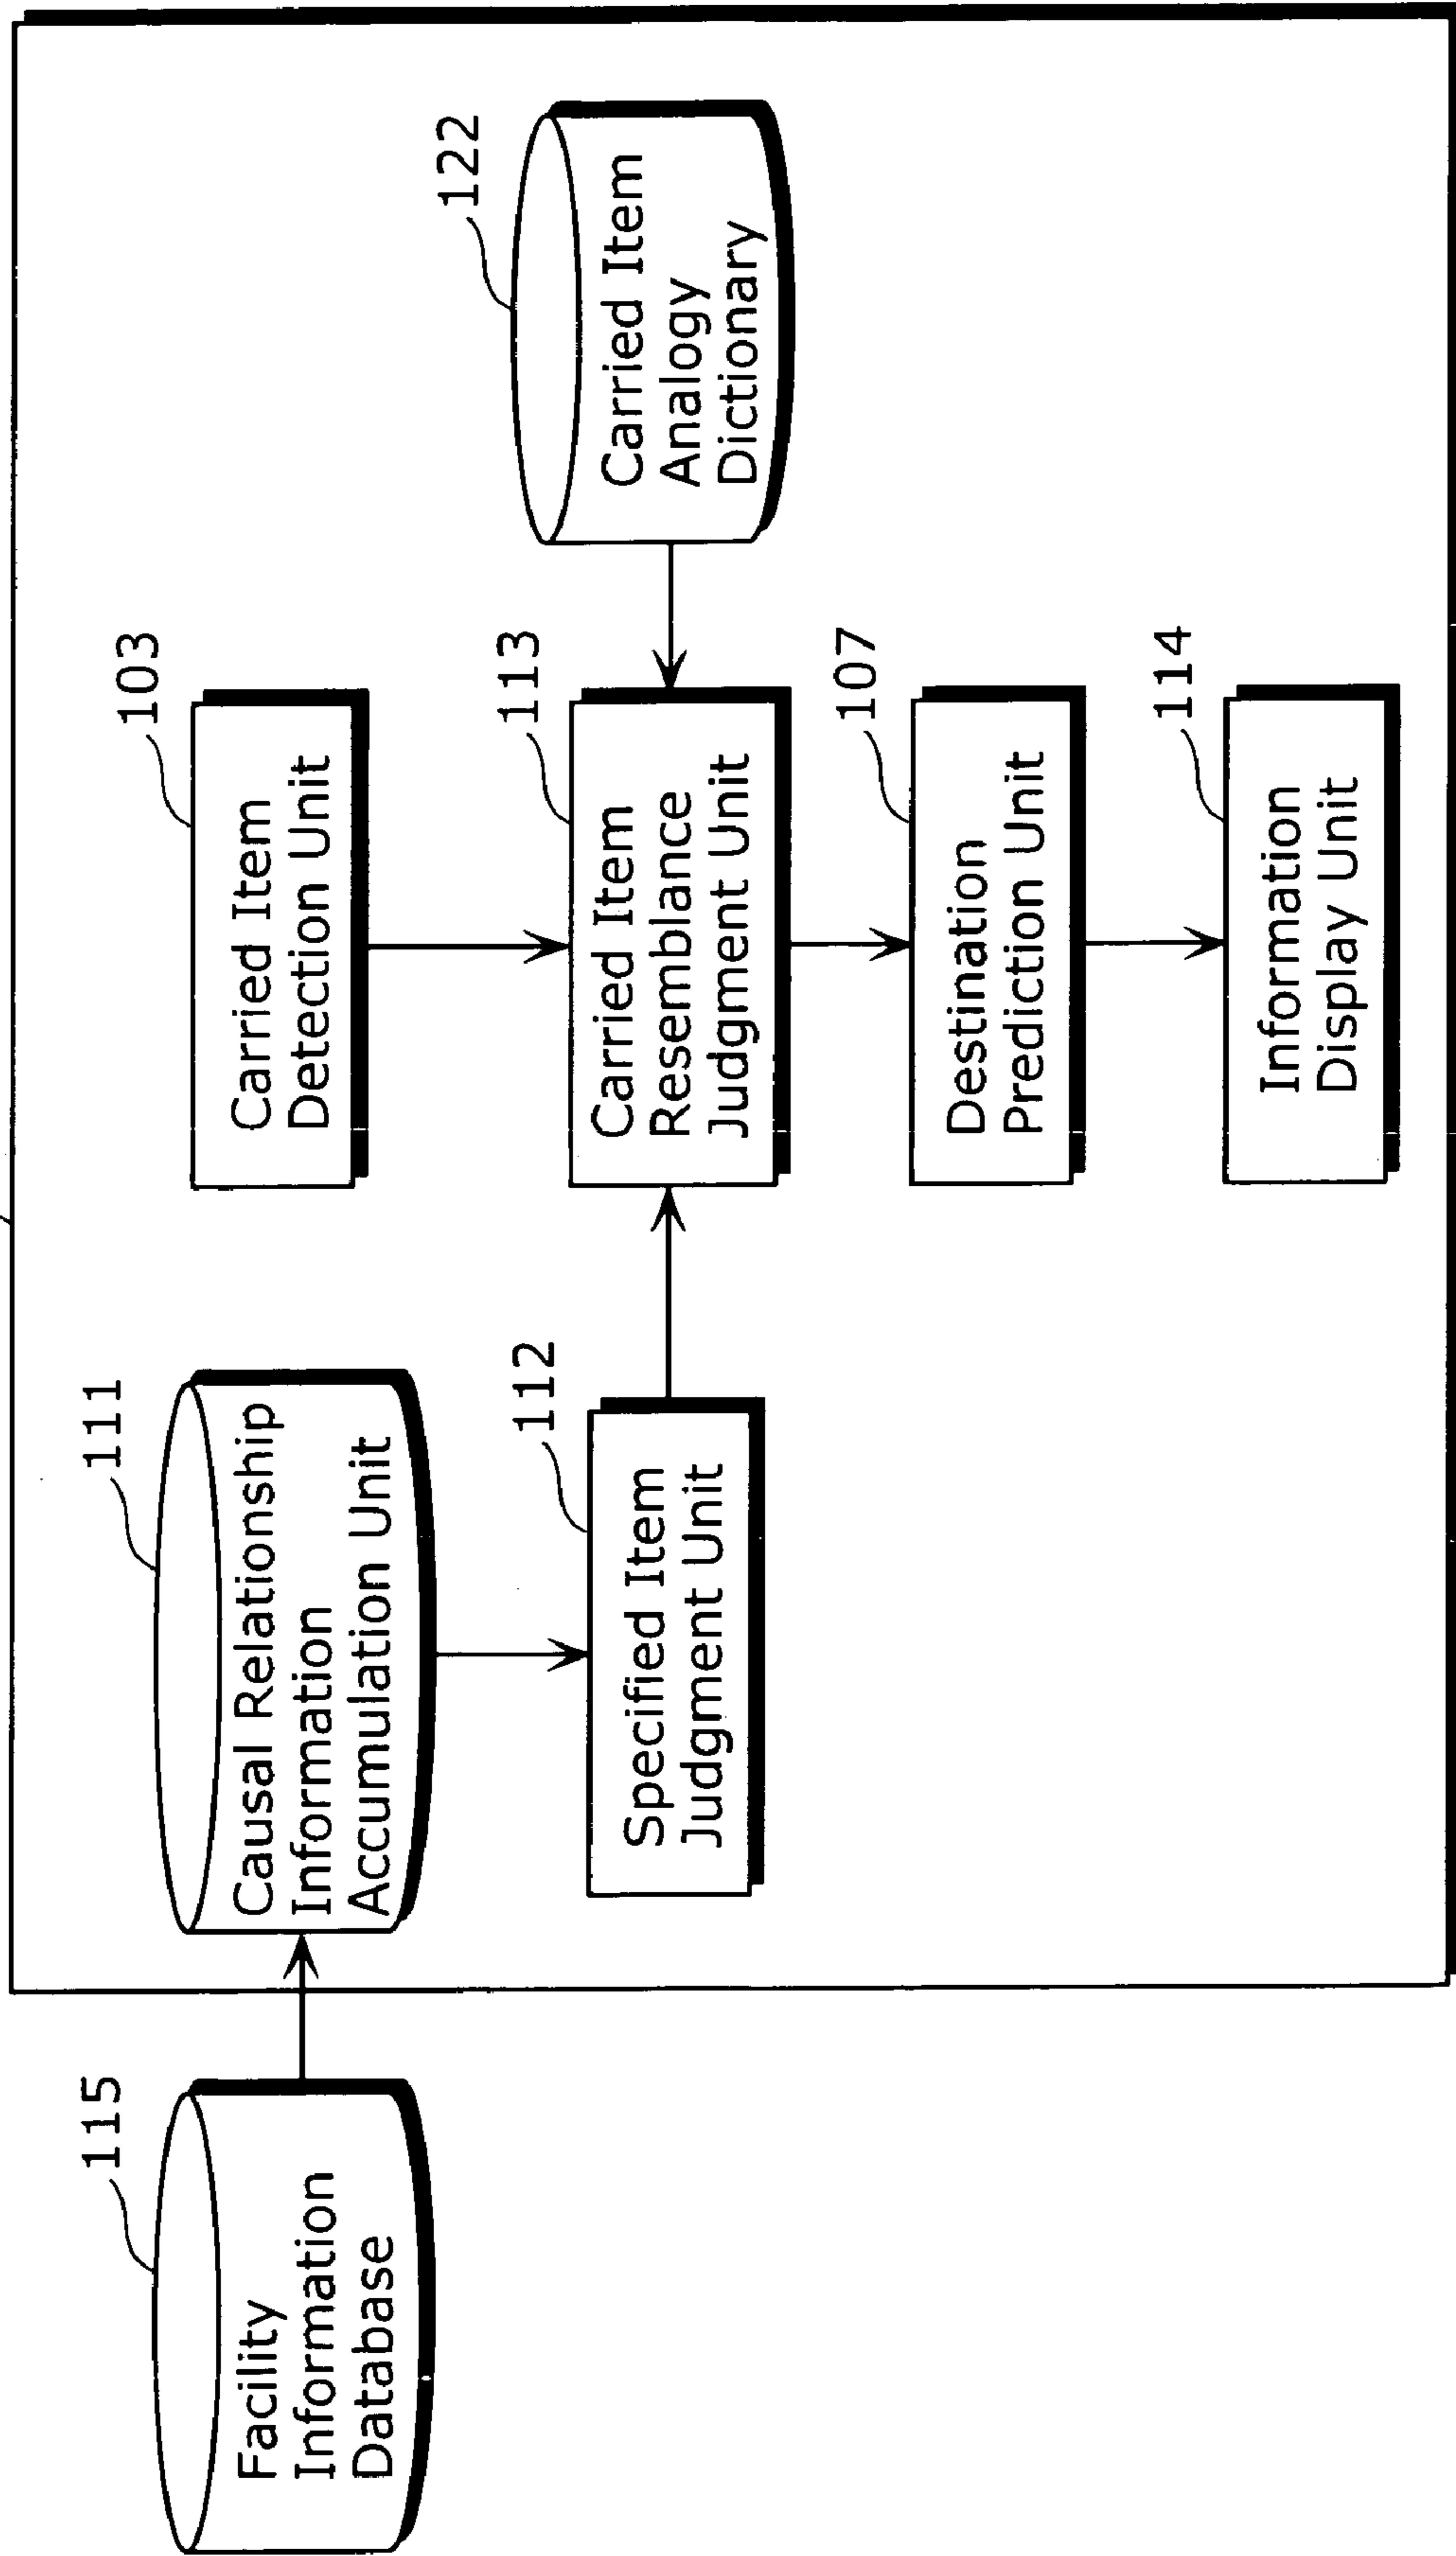 115
Facility
Information
Database
111
Causal Relationship
Information
Accumulation Unit
112
Specified Item
Judgment Unit
103
Carried Item
Detection Unit
113
Carried Item
Resemblance
Judgment Unit
107
Destination
Prediction Unit
114
Information
Display Unit
122
Carried Item
Analogy
Dictionary